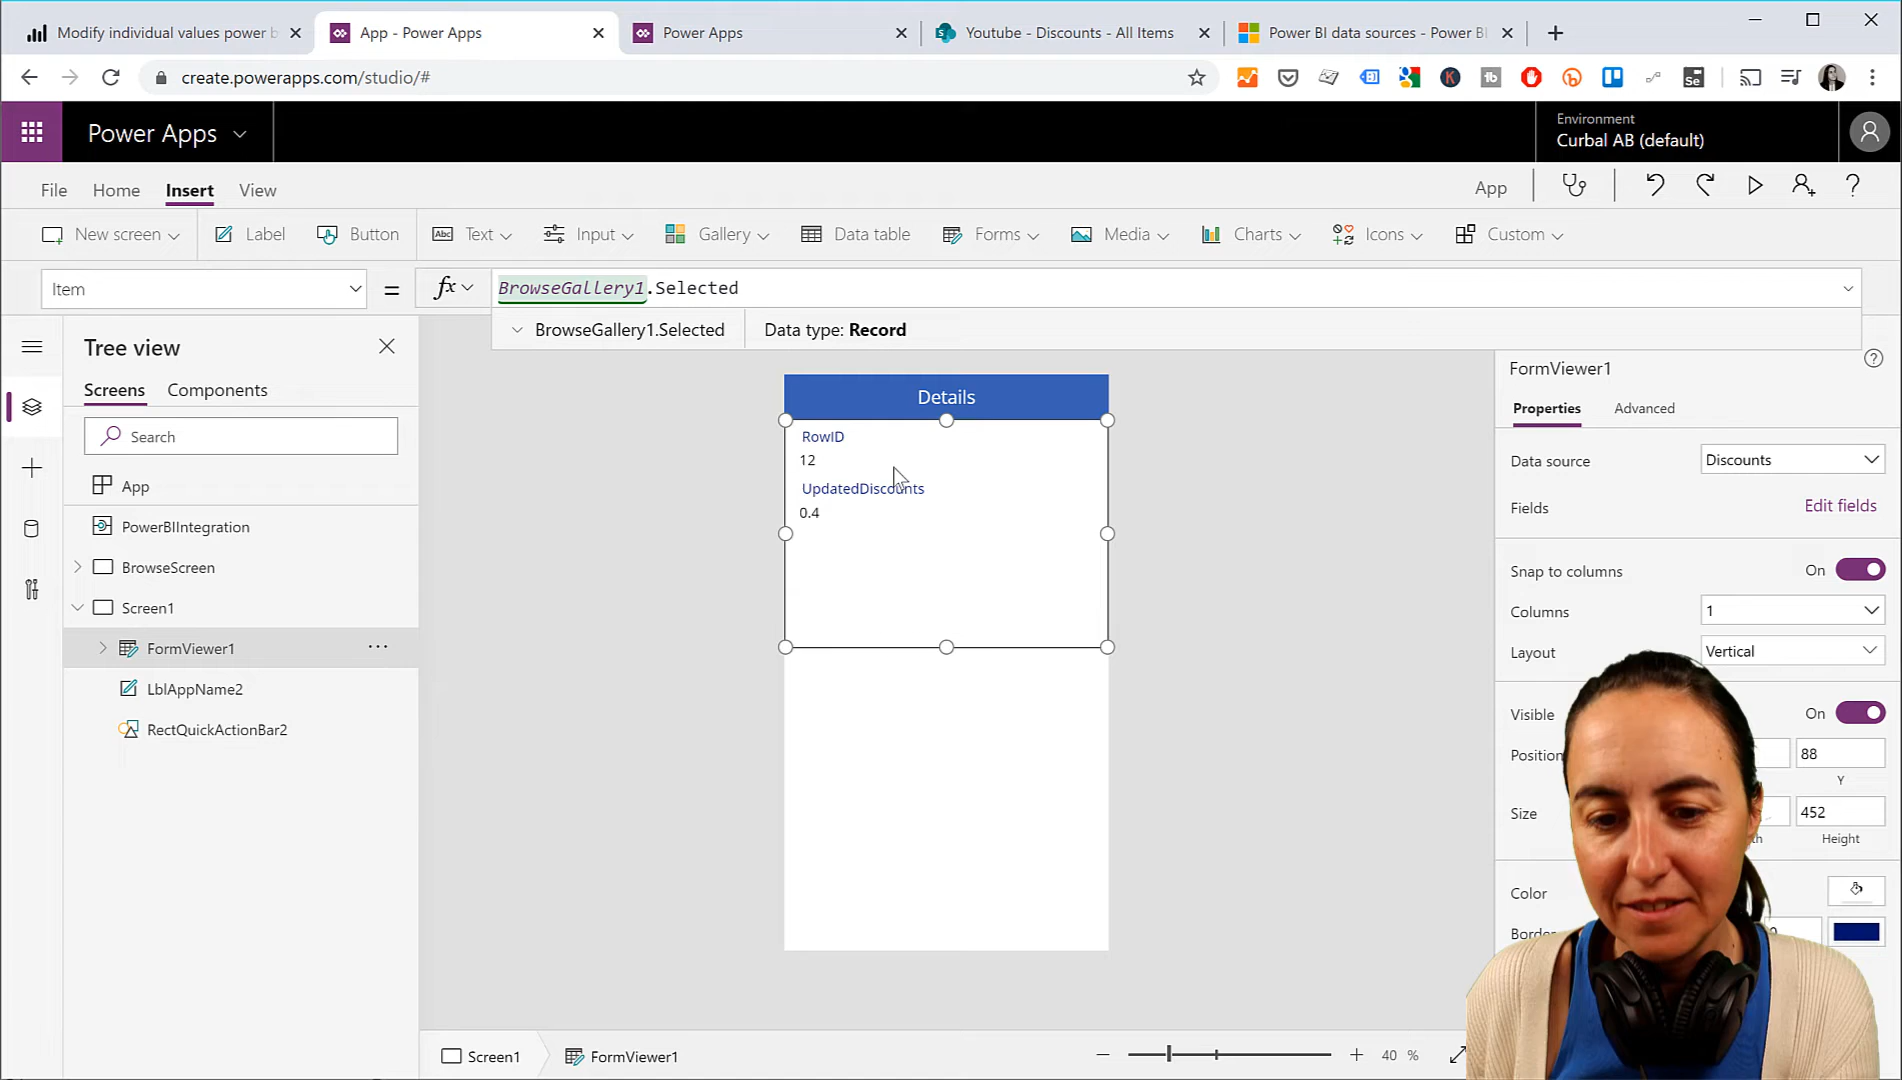 Modify individual values power b
App - Power Apps
Power Apps
Youtube - Discounts - All Items
Power BI data sources - Power BI
create.powerapps.com/studio/#
Power Apps
Environment
Curbal AB (default)
File
Home
Insert
View
App
New screen
Label
Button
Text
Input
Gallery
Data table
Forms
Media
Charts
Icons
Custom
Item
=
fx
BrowseGallery1.Selected
BrowseGallery1.Selected
Data type: Record
Tree view
Screens
Components
Search
App
PowerBIIntegration
BrowseScreen
Screen1
FormViewer1
LblAppName2
RectQuickActionBar2
Details
RowID
12
UpdatedDiscounts
0.4
FormViewer1
Properties
Advanced
Data source
Discounts
Fields
Edit fields
Snap to columns
On
Columns
1
Layout
Vertical
Visible
On
Position
88
Y
Size
452
Height
Color
Border
Screen1
FormViewer1
40 %